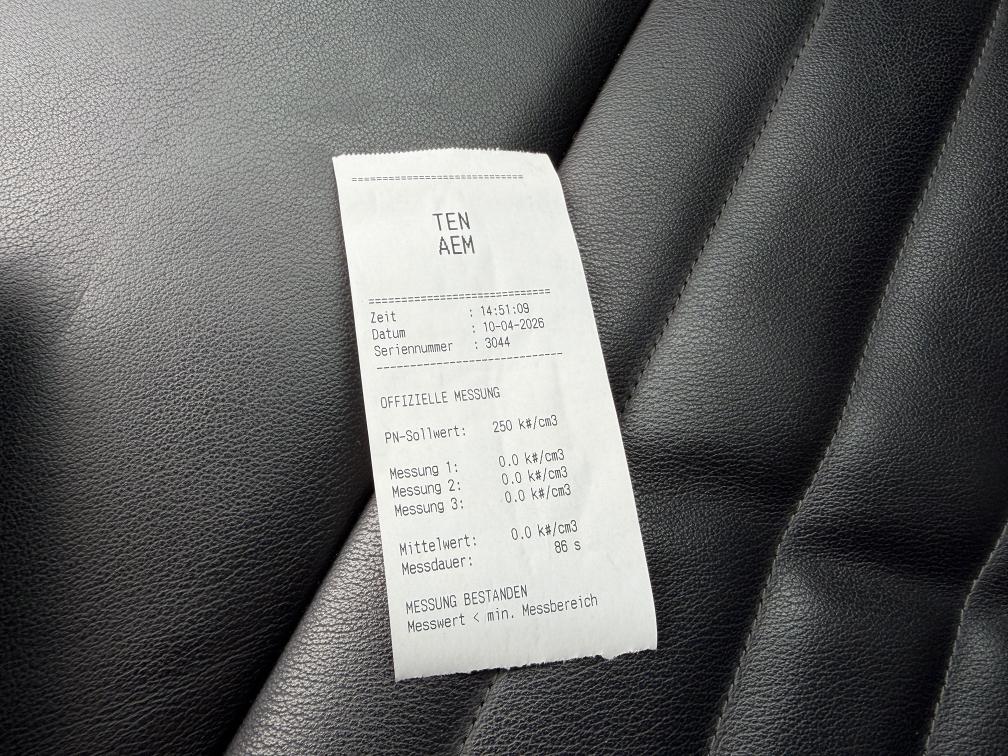 =============================
TEN
AEM
=============================
Zeit : 14:51:09
Datum : 10-04-2026
Seriennummer : 3044
-----------------------------
OFFIZIELLE MESSUNG
PN-Sollwert: 250 k#/cm3
Messung 1: 0.0 k#/cm3
Messung 2: 0.0 k#/cm3
Messung 3: 0.0 k#/cm3
Mittelwert: 0.0 k#/cm3
Messdauer: 86 s
MESSUNG BESTANDEN
Messwert < min. Messbereich